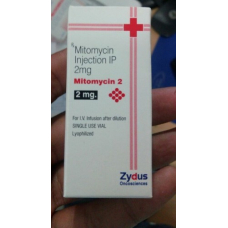 Mitomycin
Injection IP
2mg
Mitomycin 2
2 mg.
For I.V. Infusion after dilution
SINGLE USE VIAL
Lyophilized
Zydus
Oncosciences